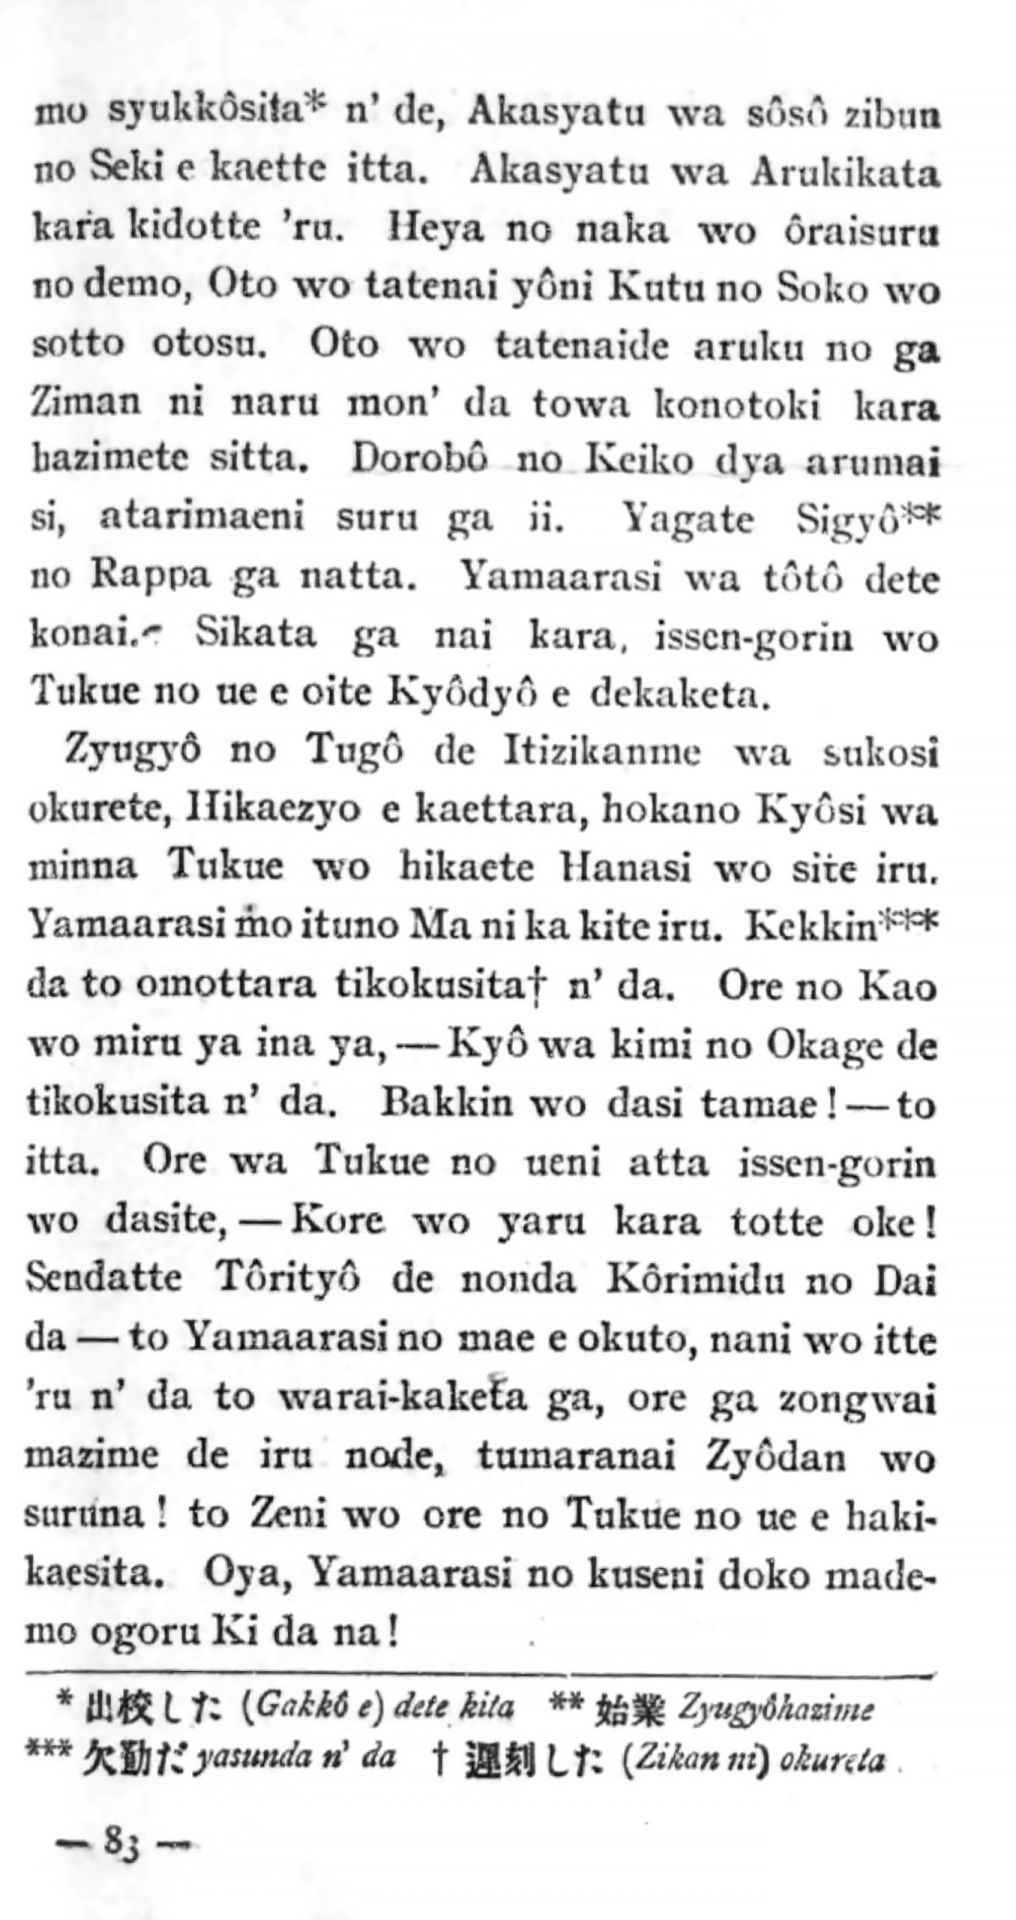 mo syukkôsita* n' de, Akasyatu wa sôsô zibun
no Seki e kaette itta. Akasyatu wa Arukikata
kara kidotte 'ru. Heya no naka wo ôraisuru
no demo, Oto wo tatenai yôni Kutu no Soko wo
sotto otosu. Oto wo tatenaide aruku no ga
Ziman ni naru mon' da towa konotoki kara
hazimete sitta. Dorobô no Keiko dya arumai
si, atarimaeni suru ga ii. Yagate Sigyô**
no Rappa ga natta. Yamaarasi wa tôtô dete
konai. Sikata ga nai kara, issen-gorin wo
Tukue no ue e oite Kyôdyô e dekaketa.
Zyugyô no Tugô de Itizikanme wa sukosi
okurete, Hikaezyo e kaettara, hokano Kyôsi wa
minna Tukue wo hikaete Hanasi wo site iru.
Yamaarasi mo ituno Ma ni ka kite iru. Kekkin***
da to omottara tikokusita† n' da. Ore no Kao
wo miru ya ina ya, — Kyô wa kimi no Okage de
tikokusita n' da. Bakkin wo dasi tamae! — to
itta. Ore wa Tukue no ueni atta issen-gorin
wo dasite, — Kore wo yaru kara totte oke!
Sendatte Tôrityô de nonda Kôrimidu no Dai
da — to Yamaarasi no mae e okuto, nani wo itte
'ru n' da to warai-kaketa ga, ore ga zongwai
mazime de iru node, tumaranai Zyôdan wo
suruna! to Zeni wo ore no Tukue no ue e haki-
kaesita. Oya, Yamaarasi no kuseni doko made-
mo ogoru Ki da na!
* 出校した (Gakkô e) dete kita ** 始業 Zyugyôhazime
*** 欠勤だ yasunda n' da † 遅刻した (Zikan ni) okureta
— 83 —